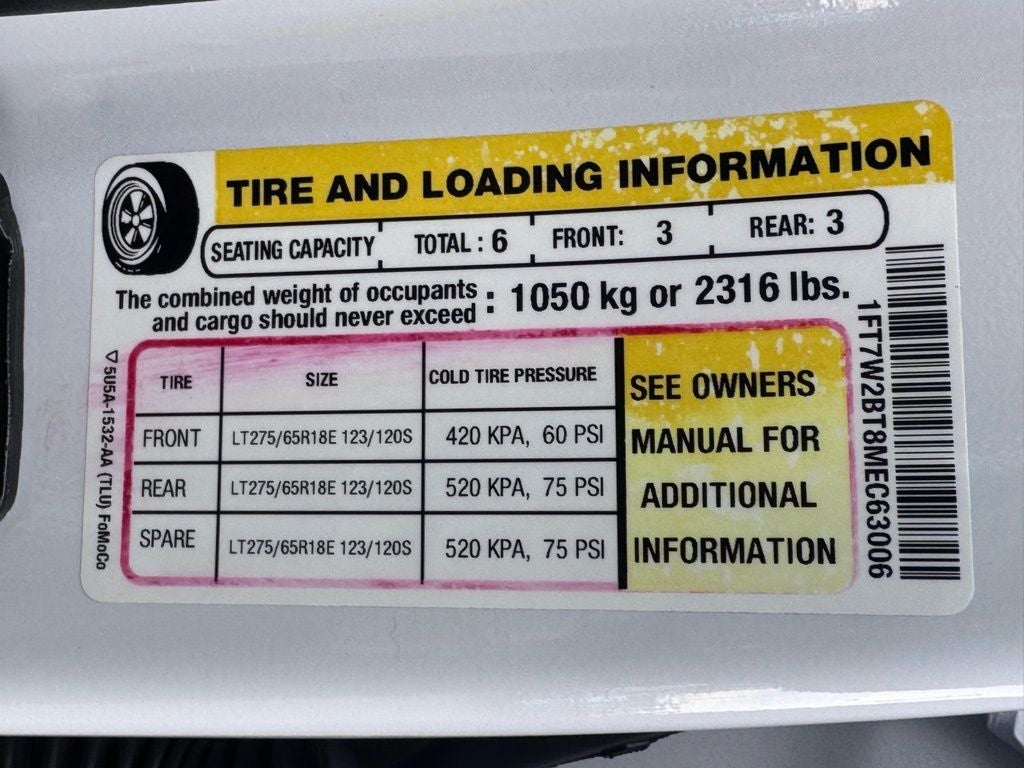 TIRE AND LOADING INFORMATION
SEATING CAPACITY TOTAL : 6 FRONT: 3 REAR: 3
The combined weight of occupants
and cargo should never exceed : 1050 kg or 2316 lbs.
TIRE SIZE COLD TIRE PRESSURE
FRONT LT275/65R18E 123/120S 420 KPA, 60 PSI
REAR LT275/65R18E 123/120S 520 KPA, 75 PSI
SPARE LT275/65R18E 123/120S 520 KPA, 75 PSI
SEE OWNERS
MANUAL FOR
ADDITIONAL
INFORMATION
5U5A-1532-AA (TLU) FoMoCo
1FT7W2BT8MEC63006